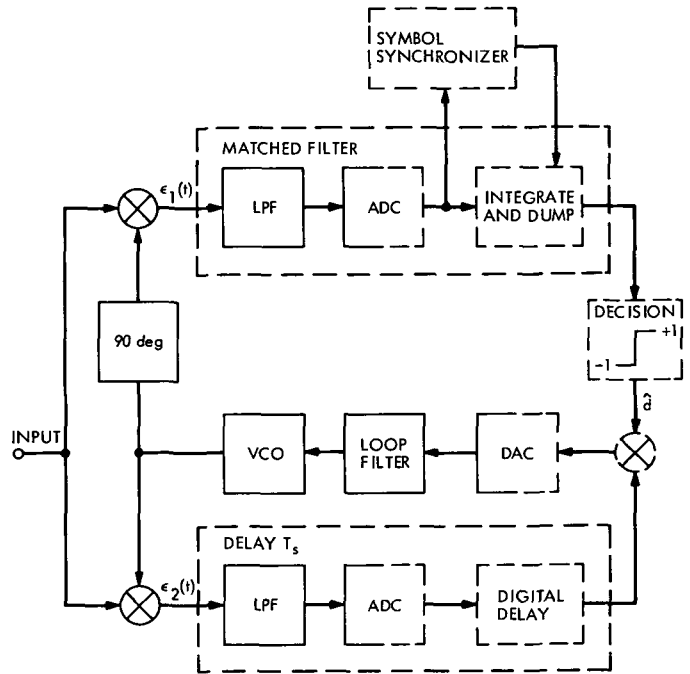 SYMBOL
SYNCHRONIZER
MATCHED FILTER
ϵ1(t)
LPF
ADC
INTEGRATE
AND DUMP
90 deg
DECISION
+1
−1
d̂
INPUT
VCO
LOOP
FILTER
DAC
DELAY Ts
ϵ2(t)
LPF
ADC
DIGITAL
DELAY